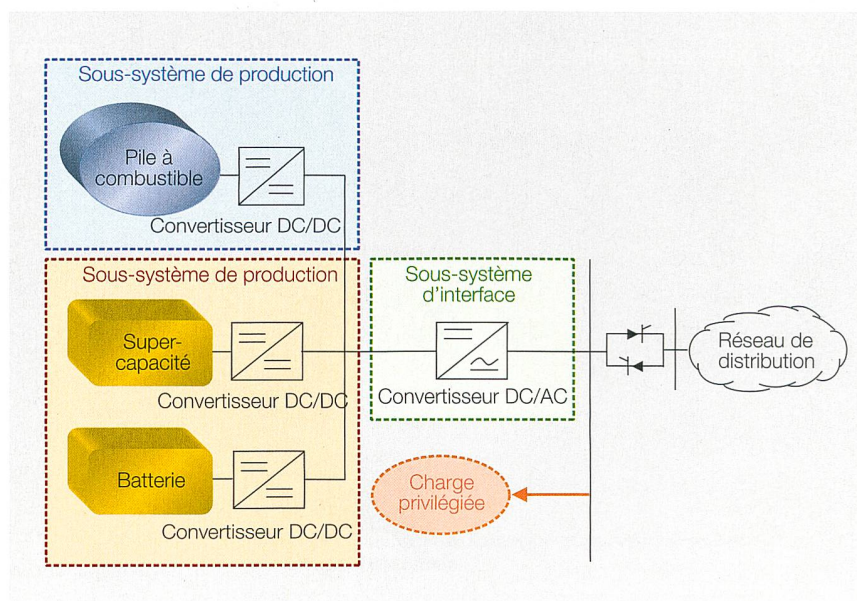 Sous-système de production
Pile à
combustible
Convertisseur DC/DC
Sous-système de production
Super-
capacité
Convertisseur DC/DC
Batterie
Convertisseur DC/DC
Sous-système
d'interface
Convertisseur DC/AC
Charge
privilégiée
Réseau de
distribution